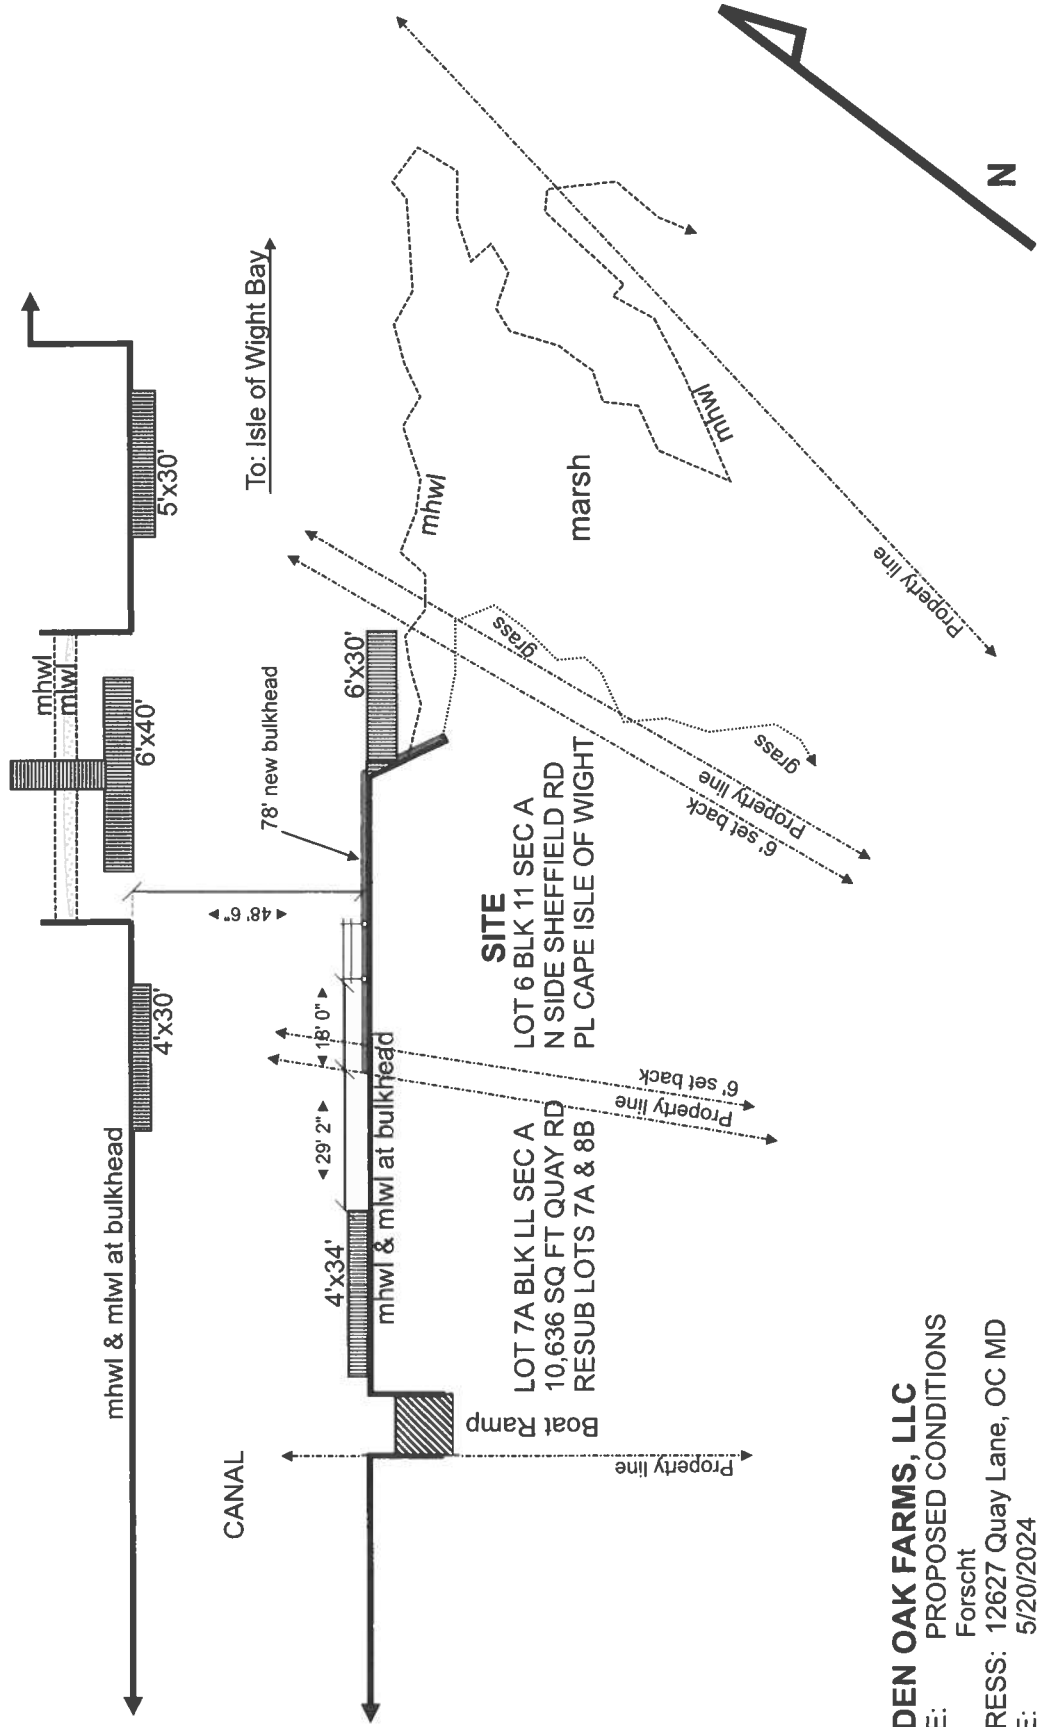 mhwl & mlwl at bulkhead
4'x30'
6'x40'
mhwl
mlwl
5'x30'
CANAL
To: Isle of Wight Bay
48' 6"
78' new bulkhead
4'x34'
29' 2"
18' 0"
6'x30'
mhwl & mlwl at bulkhead
mhwl
Boat Ramp
LOT 7A BLK LL SEC A
10,636 SQ FT QUAY RD
RESUB LOTS 7A & 8B
SITE
LOT 6 BLK 11 SEC A
N SIDE SHEFFIELD RD
PL CAPE ISLE OF WIGHT
grass
marsh
mhwl
Property line
Property line
6' set back
6' set back
Property line
grass
Property line
N
DEN OAK FARMS, LLC
E: PROPOSED CONDITIONS
Forscht
RESS: 12627 Quay Lane, OC MD
E: 5/20/2024